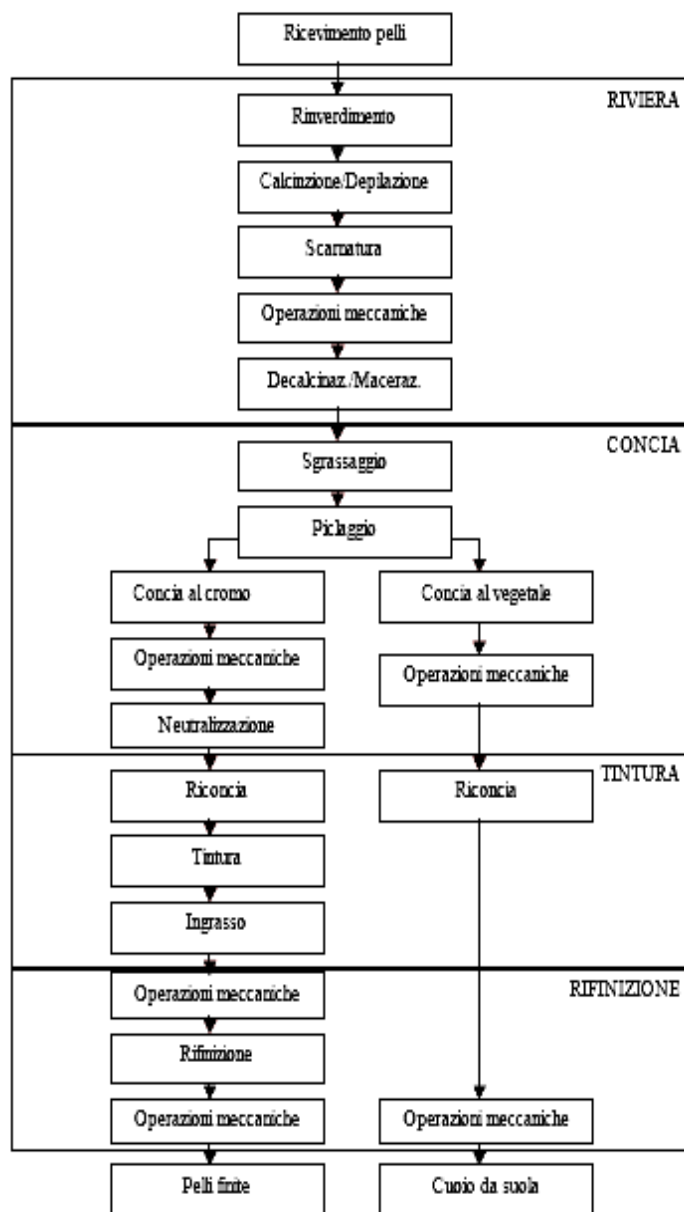 Ricevimento pelli
RIVIERA
Rinverdimento
Calcinzione/Depilazione
Scarnatura
Operazioni meccaniche
Decalcinaz./Maceraz.
CONCIA
Sgrassaggio
Piclaggio
Concia al cromo
Concia al vegetale
Operazioni meccaniche
Operazioni meccaniche
Neutralizzazione
TINTURA
Riconcia
Riconcia
Tintura
Ingrasso
RIFINIZIONE
Operazioni meccaniche
Rifinizione
Operazioni meccaniche
Operazioni meccaniche
Pelli finite
Cuoio da suola